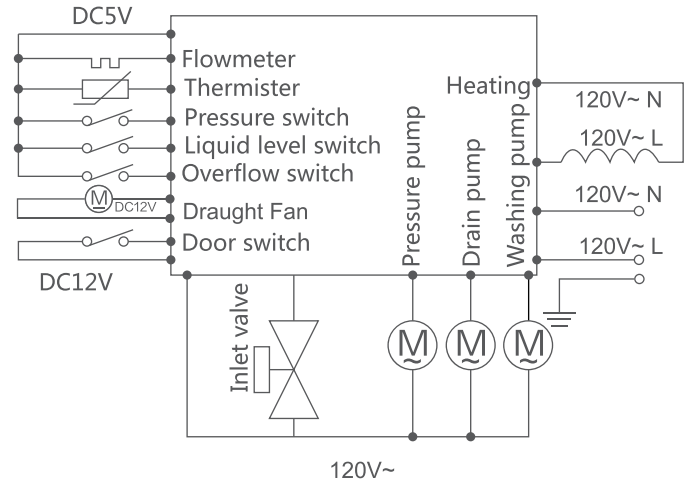 DC5V
Flowmeter
Thermister
Pressure switch
Liquid level switch
Overflow switch
M
DC12V
Draught Fan
Door switch
DC12V
Heating
120V~ N
120V~ L
120V~ N
120V~ L
Pressure pump
Drain pump
Washing pump
Inlet valve
M~
M~
M~
120V~